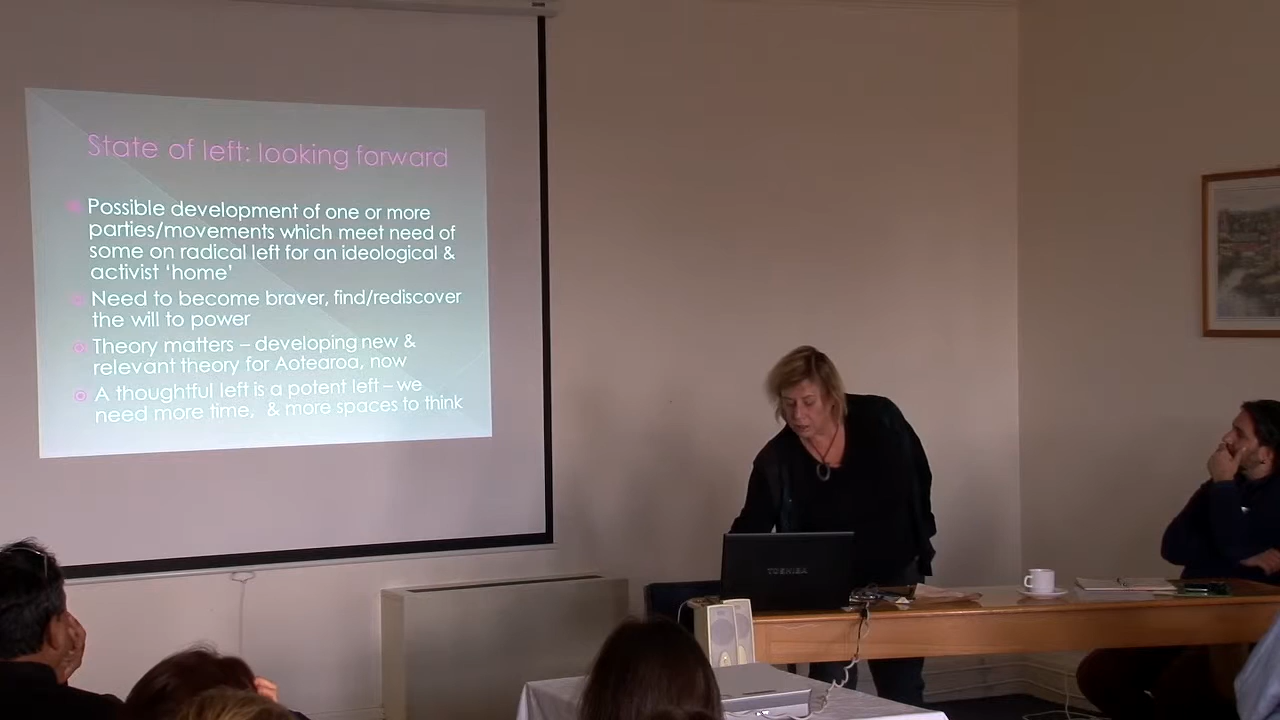 State of left: looking forward
Possible development of one or more
parties/movements which meet need of
some on radical left for an ideological &
activist 'home'
Need to become braver, find/rediscover
the will to power
Theory matters – developing new &
relevant theory for Aotearoa, now
A thoughtful left is a potent left – we
need more time, & more spaces to think
TOSHIBA